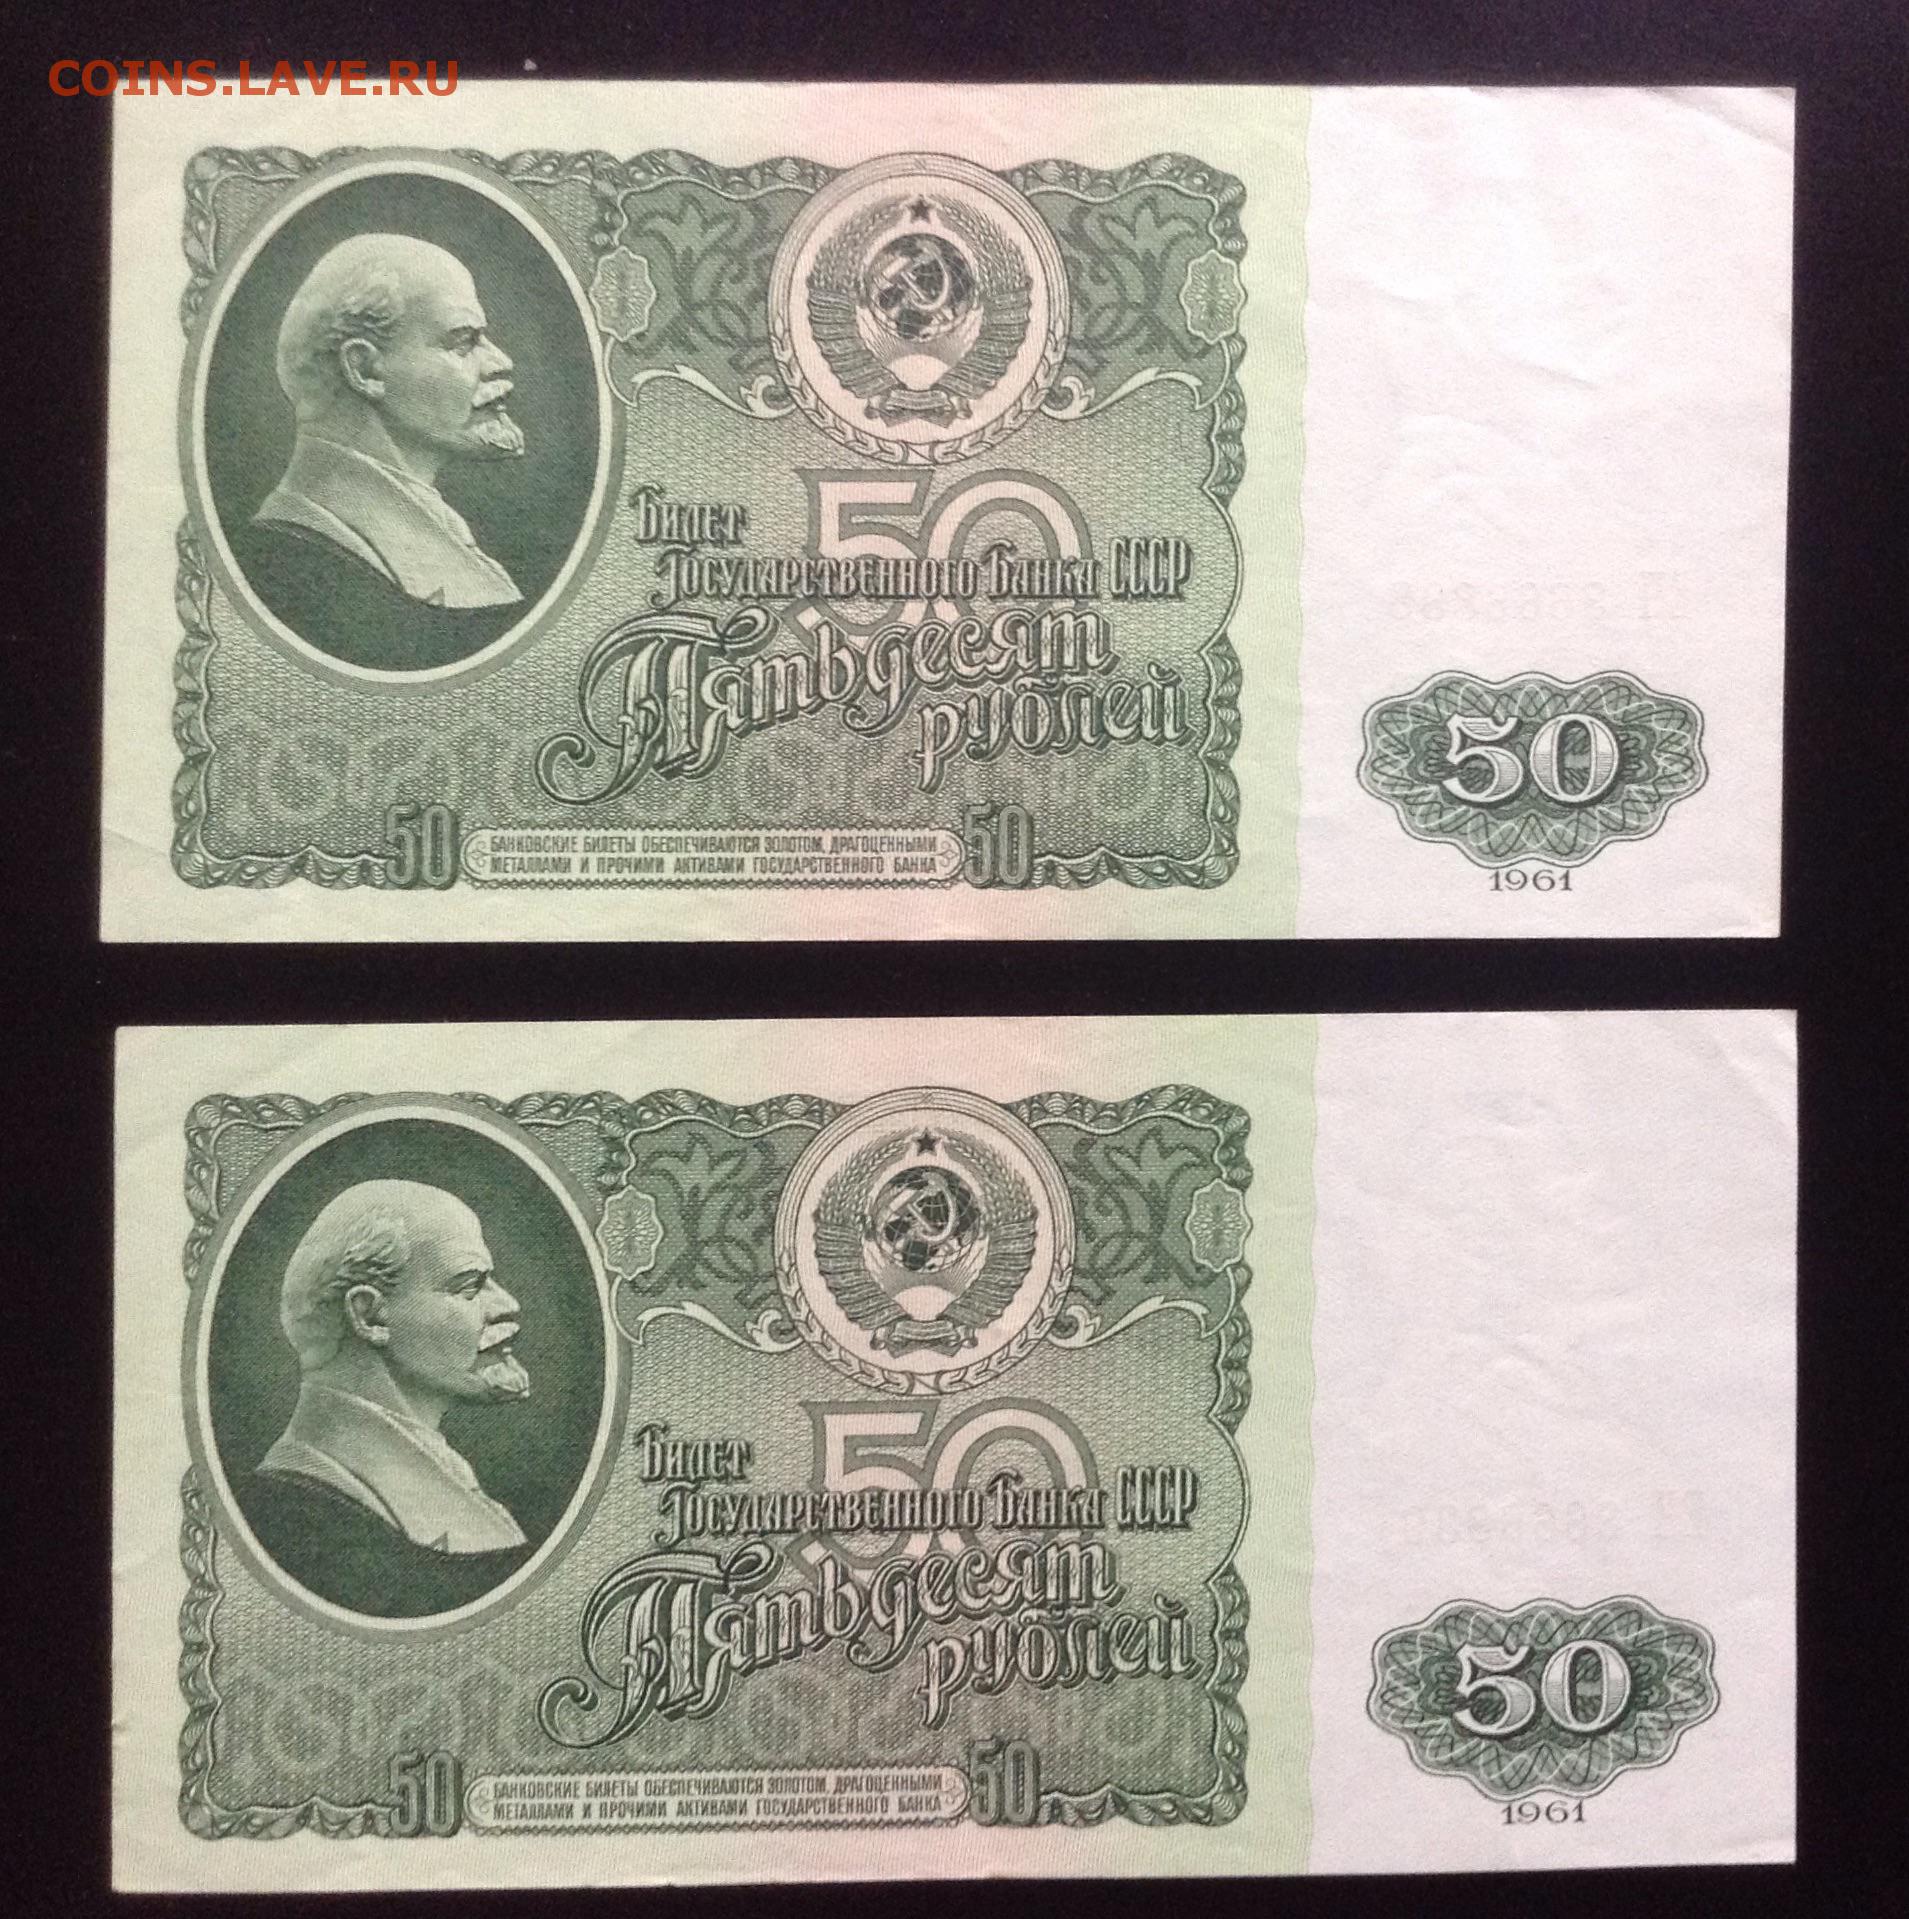 COINS.LAVE.RU
Билет
Государственного Банка СССР
50
Пятьдесят
рублей
50
БАНКОВСКИЕ БИЛЕТЫ ОБЕСПЕЧИВАЮТСЯ ЗОЛОТОМ, ДРАГОЦЕННЫМИ
МЕТАЛЛАМИ И ПРОЧИМИ АКТИВАМИ ГОСУДАРСТВЕННОГО БАНКА
50
50
1961
Билет
Государственного Банка СССР
50
Пятьдесят
рублей
50
БАНКОВСКИЕ БИЛЕТЫ ОБЕСПЕЧИВАЮТСЯ ЗОЛОТОМ, ДРАГОЦЕННЫМИ
МЕТАЛЛАМИ И ПРОЧИМИ АКТИВАМИ ГОСУДАРСТВЕННОГО БАНКА
50
50
1961